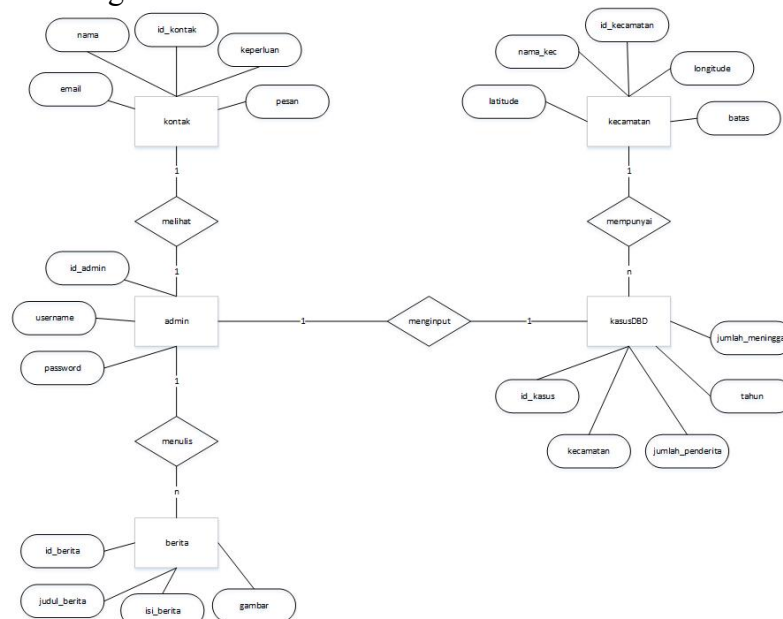 id_kontak
nama
keperluan
email
pesan
kontak
1
melihat
1
id_kecamatan
nama_kec
longitude
latitude
batas
kecamatan
1
mempunyai
n
id_admin
username
admin
password
1
menginput
1
kasusDBD
jumlah_mening
id_kasus
tahun
kecamatan
jumlah_penderita
1
menulis
n
berita
id_berita
judul_berita
isi_berita
gambar